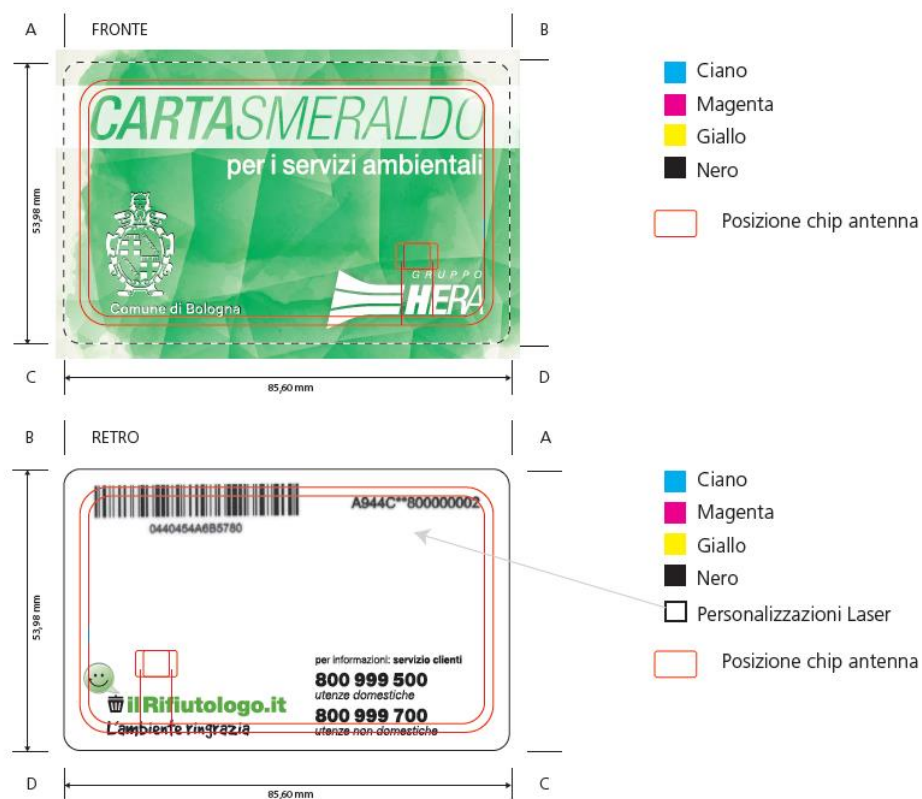 A FRONTE B
CARTASMERALDO
per i servizi ambientali
Comune di Bologna
GRUPPO
HERA
53,98 mm
C D
85,60 mm
Ciano
Magenta
Giallo
Nero
Posizione chip antenna
B RETRO A
0440454A6B5780
A944C**800000002
53,98 mm
per informazioni: servizio clienti
800 999 500
utenze domestiche
800 999 700
utenze non domestiche
ilRifiutologo.it
L'ambiente ringrazia
D C
85,60 mm
Ciano
Magenta
Giallo
Nero
Personalizzazioni Laser
Posizione chip antenna